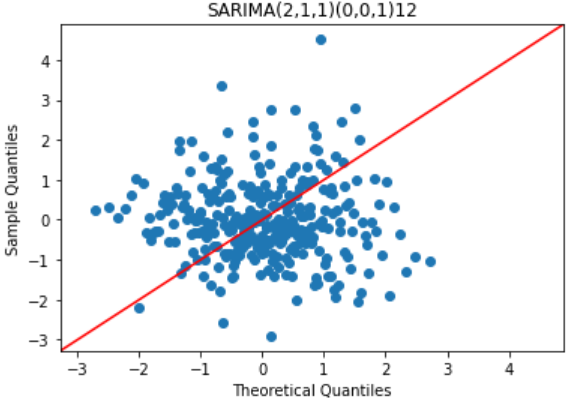 SARIMA(2,1,1)(0,0,1)12
4
3
2
1
0
−1
−2
−3
Sample Quantiles
−3 −2 −1 0 1 2 3 4
Theoretical Quantiles